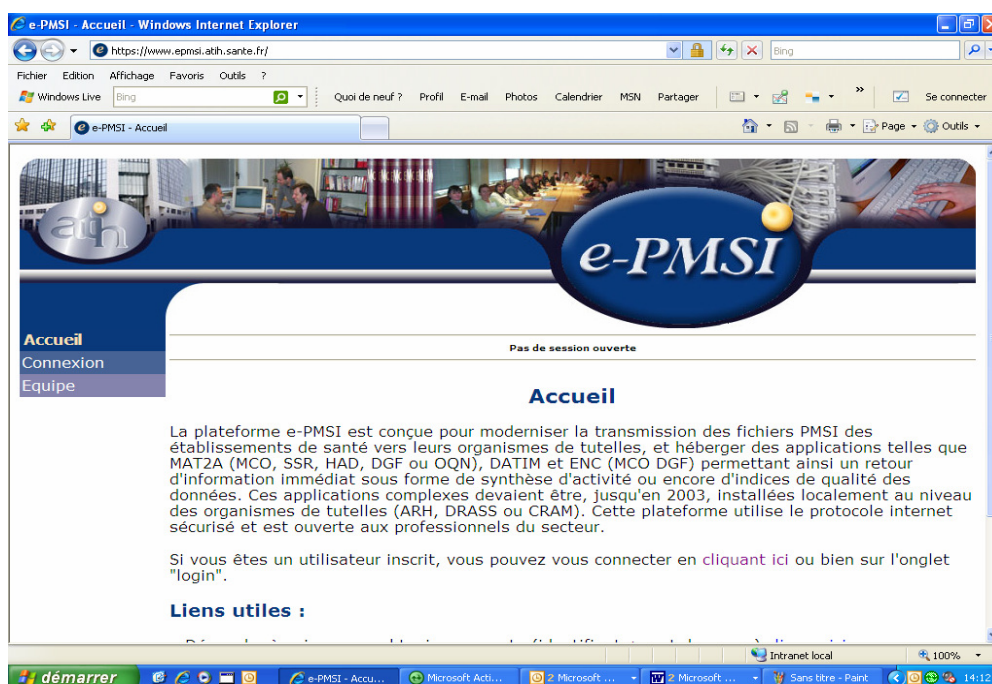 e-PMSI - Accueil - Windows Internet Explorer
https://www.epmsi.atih.sante.fr/
Bing
Fichier Edition Affichage Favoris Outils ?
Windows Live Bing Quoi de neuf ? Profil E-mail Photos Calendrier MSN Partager » Se connecter
e-PMSI - Accueil Page Outils
atih
e-PMSI
Accueil
Connexion
Equipe
Pas de session ouverte
Accueil
La plateforme e-PMSI est conçue pour moderniser la transmission des fichiers PMSI des
établissements de santé vers leurs organismes de tutelles, et héberger des applications telles que
MAT2A (MCO, SSR, HAD, DGF ou OQN), DATIM et ENC (MCO DGF) permettant ainsi un retour
d'information immédiat sous forme de synthèse d'activité ou encore d'indices de qualité des
données. Ces applications complexes devaient être, jusqu'en 2003, installées localement au niveau
des organismes de tutelles (ARH, DRASS ou CRAM). Cette plateforme utilise le protocole internet
sécurisé et est ouverte aux professionnels du secteur.
Si vous êtes un utilisateur inscrit, vous pouvez vous connecter en cliquant ici ou bien sur l'onglet
"login".
Liens utiles :
Intranet local 100%
démarrer e-PMSI - Accu... Microsoft Acti... 2 Microsoft ... 2 Microsoft ... Sans titre - Paint 14:12